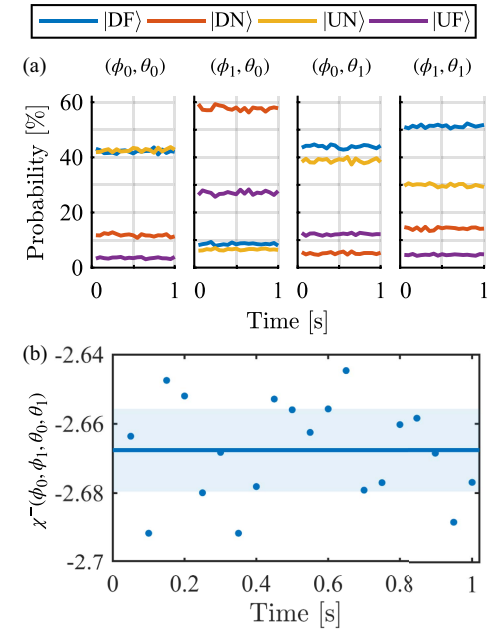 |DF⟩ |DN⟩ |UN⟩ |UF⟩
(a) (ϕ₀, θ₀) (ϕ₁, θ₀) (ϕ₀, θ₁) (ϕ₁, θ₁)
Probability [%]
60
40
20
0
0 1 0 1 0 1 0 1
Time [s]
(b)
χ⁻(ϕ₀, ϕ₁, θ₀, θ₁)
-2.64
-2.66
-2.68
-2.7
0 0.2 0.4 0.6 0.8 1
Time [s]